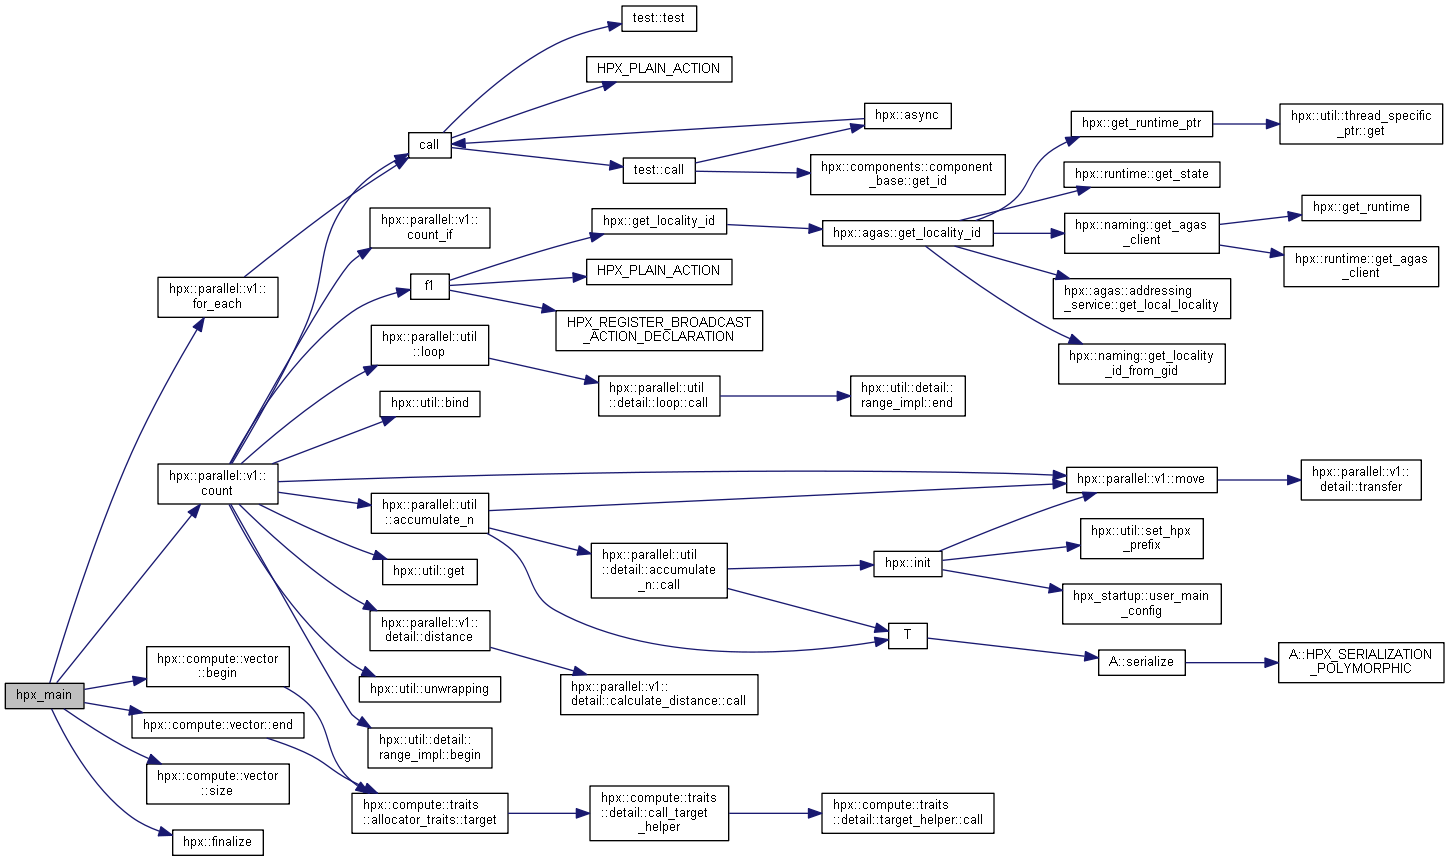 test::test
HPX_PLAIN_ACTION
call
test::call
hpx::async
hpx::components::component
_base::get_id
hpx::get_runtime_ptr
hpx::util::thread_specific
_ptr::get
hpx::runtime::get_state
hpx::parallel::v1::
count_if
hpx::get_locality_id
hpx::agas::get_locality_id
hpx::naming::get_agas
_client
hpx::get_runtime
hpx::runtime::get_agas
_client
f1
HPX_PLAIN_ACTION
hpx::agas::addressing
_service::get_local_locality
hpx::parallel::v1::
for_each
HPX_REGISTER_BROADCAST
_ACTION_DECLARATION
hpx::naming::get_locality
_id_from_gid
hpx::parallel::util
::loop
hpx::parallel::util
::detail::loop::call
hpx::util::detail::
range_impl::end
hpx::util::bind
hpx::parallel::v1::
count
hpx::parallel::v1::move
hpx::parallel::v1::
detail::transfer
hpx::parallel::util
::accumulate_n
hpx::util::set_hpx
_prefix
hpx::util::get
hpx::parallel::util
::detail::accumulate
_n::call
hpx::init
hpx_startup::user_main
_config
hpx::parallel::v1::
detail::distance
T
A::serialize
A::HPX_SERIALIZATION
_POLYMORPHIC
hpx::compute::vector
::begin
hpx_main
hpx::util::unwrapping
hpx::parallel::v1::
detail::calculate_distance::call
hpx::compute::vector::end
hpx::util::detail::
range_impl::begin
hpx::compute::vector
::size
hpx::compute::traits
::allocator_traits::target
hpx::compute::traits
::detail::call_target
_helper
hpx::compute::traits
::detail::target_helper::call
hpx::finalize